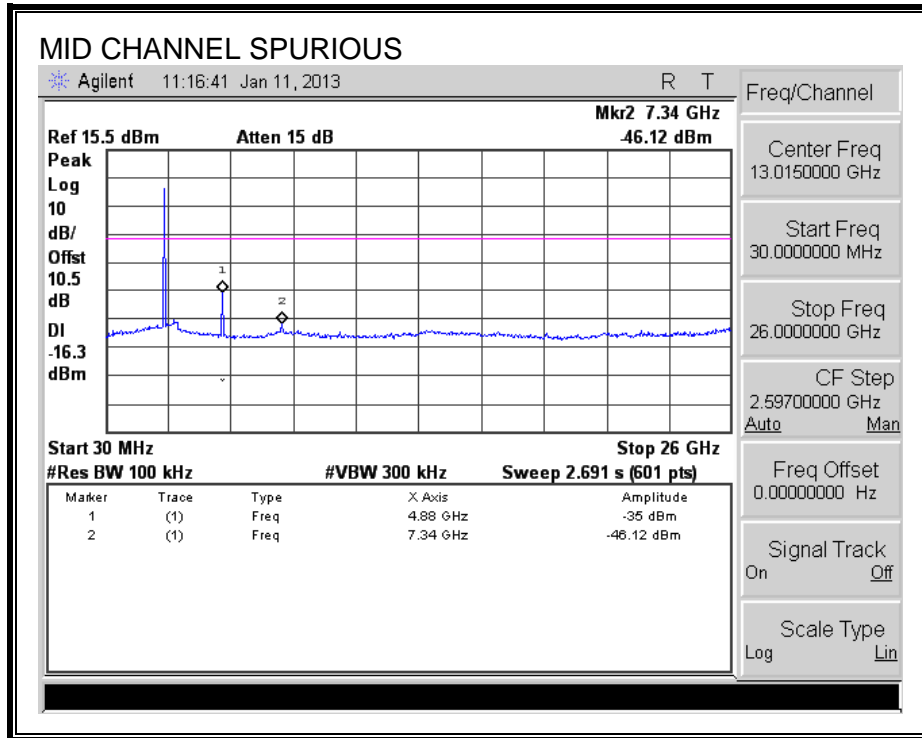 MID CHANNEL SPURIOUS
Agilent 11:16:41 Jan 11, 2013 R T
Mkr2 7.34 GHz
Ref 15.5 dBm Atten 15 dB -46.12 dBm
Peak
Log
10
dB/
Offst
10.5
dB
DI
-16.3
dBm
1
2
Start 30 MHz Stop 26 GHz
#Res BW 100 kHz #VBW 300 kHz Sweep 2.691 s (601 pts)
Marker Trace Type X Axis Amplitude
1 (1) Freq 4.88 GHz -35 dBm
2 (1) Freq 7.34 GHz -46.12 dBm
Freq/Channel
Center Freq
13.0150000 GHz
Start Freq
30.0000000 MHz
Stop Freq
26.0000000 GHz
CF Step
2.59700000 GHz
Auto Man
Freq Offset
0.00000000 Hz
Signal Track
On Off
Scale Type
Log Lin